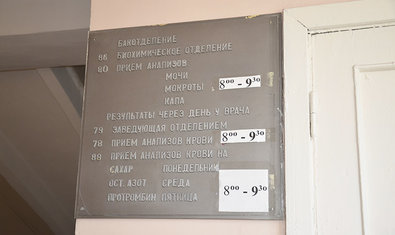 БАКОТДЕЛЕНИЕ
86 БИОХИМИЧЕСКОЕ ОТДЕЛЕНИЕ
80 ПРИЕМ АНАЛИЗОВ
МОЧИ
МОКРОТЫ 8⁰⁰ - 9³⁰
КАЛА
РЕЗУЛЬТАТЫ ЧЕРЕЗ ДЕНЬ У ВРАЧА
79 ЗАВЕДУЮЩАЯ ОТДЕЛЕНИЕМ
78 ПРИЕМ АНАЛИЗОВ КРОВИ 8⁰⁰ - 9³⁰
88 ПРИЕМ АНАЛИЗОВ КРОВИ НА
САХАР ПОНЕДЕЛЬНИК
ОСТ. АЗОТ СРЕДА 8⁰⁰ - 9³⁰
ПРОТРОМБИН ПЯТНИЦА